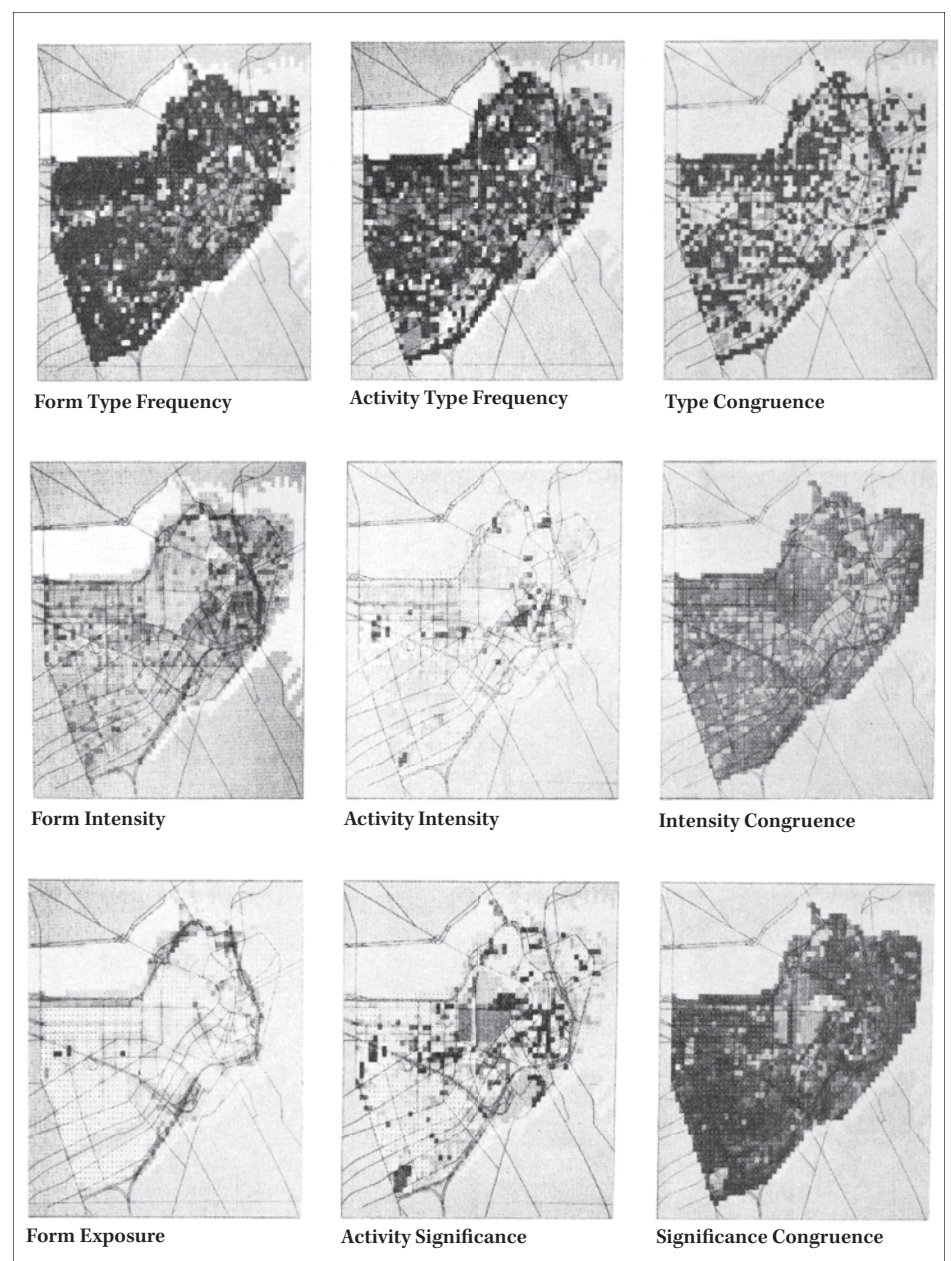 Form Type Frequency
Activity Type Frequency
Type Congruence
Form Intensity
Activity Intensity
Intensity Congruence
Form Exposure
Activity Significance
Significance Congruence